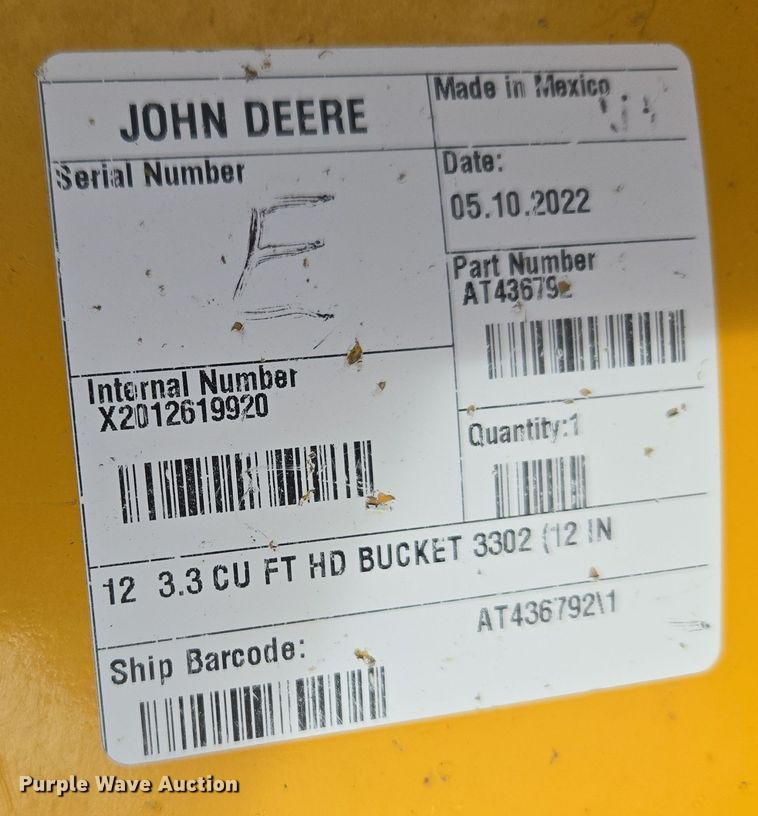 JOHN DEERE
Made in Mexico
Serial Number
E
Date:
05.10.2022
Part Number
AT436792
Internal Number
X2012619920
Quantity:1
12 3.3 CU FT HD BUCKET 3302 (12 IN
AT436792\1
Ship Barcode:
Purple Wave Auction